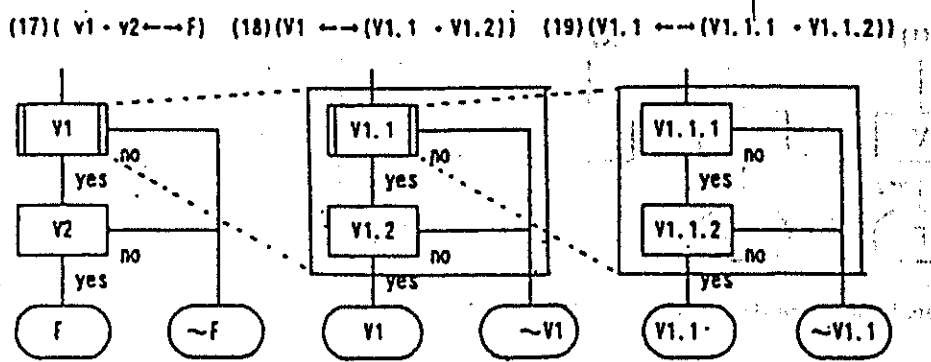 (17)( v1 · v2←→F) (18)(V1 ←→(V1.1 · V1.2)) (19)(V1.1 ←→(V1.1.1 · V1.1.2))
V1 V1.1 V1.1.1
no no no
yes yes yes
V2 V1.2 V1.1.2
no no no
yes yes yes
F ~F V1 ~V1 V1.1 ~V1.1